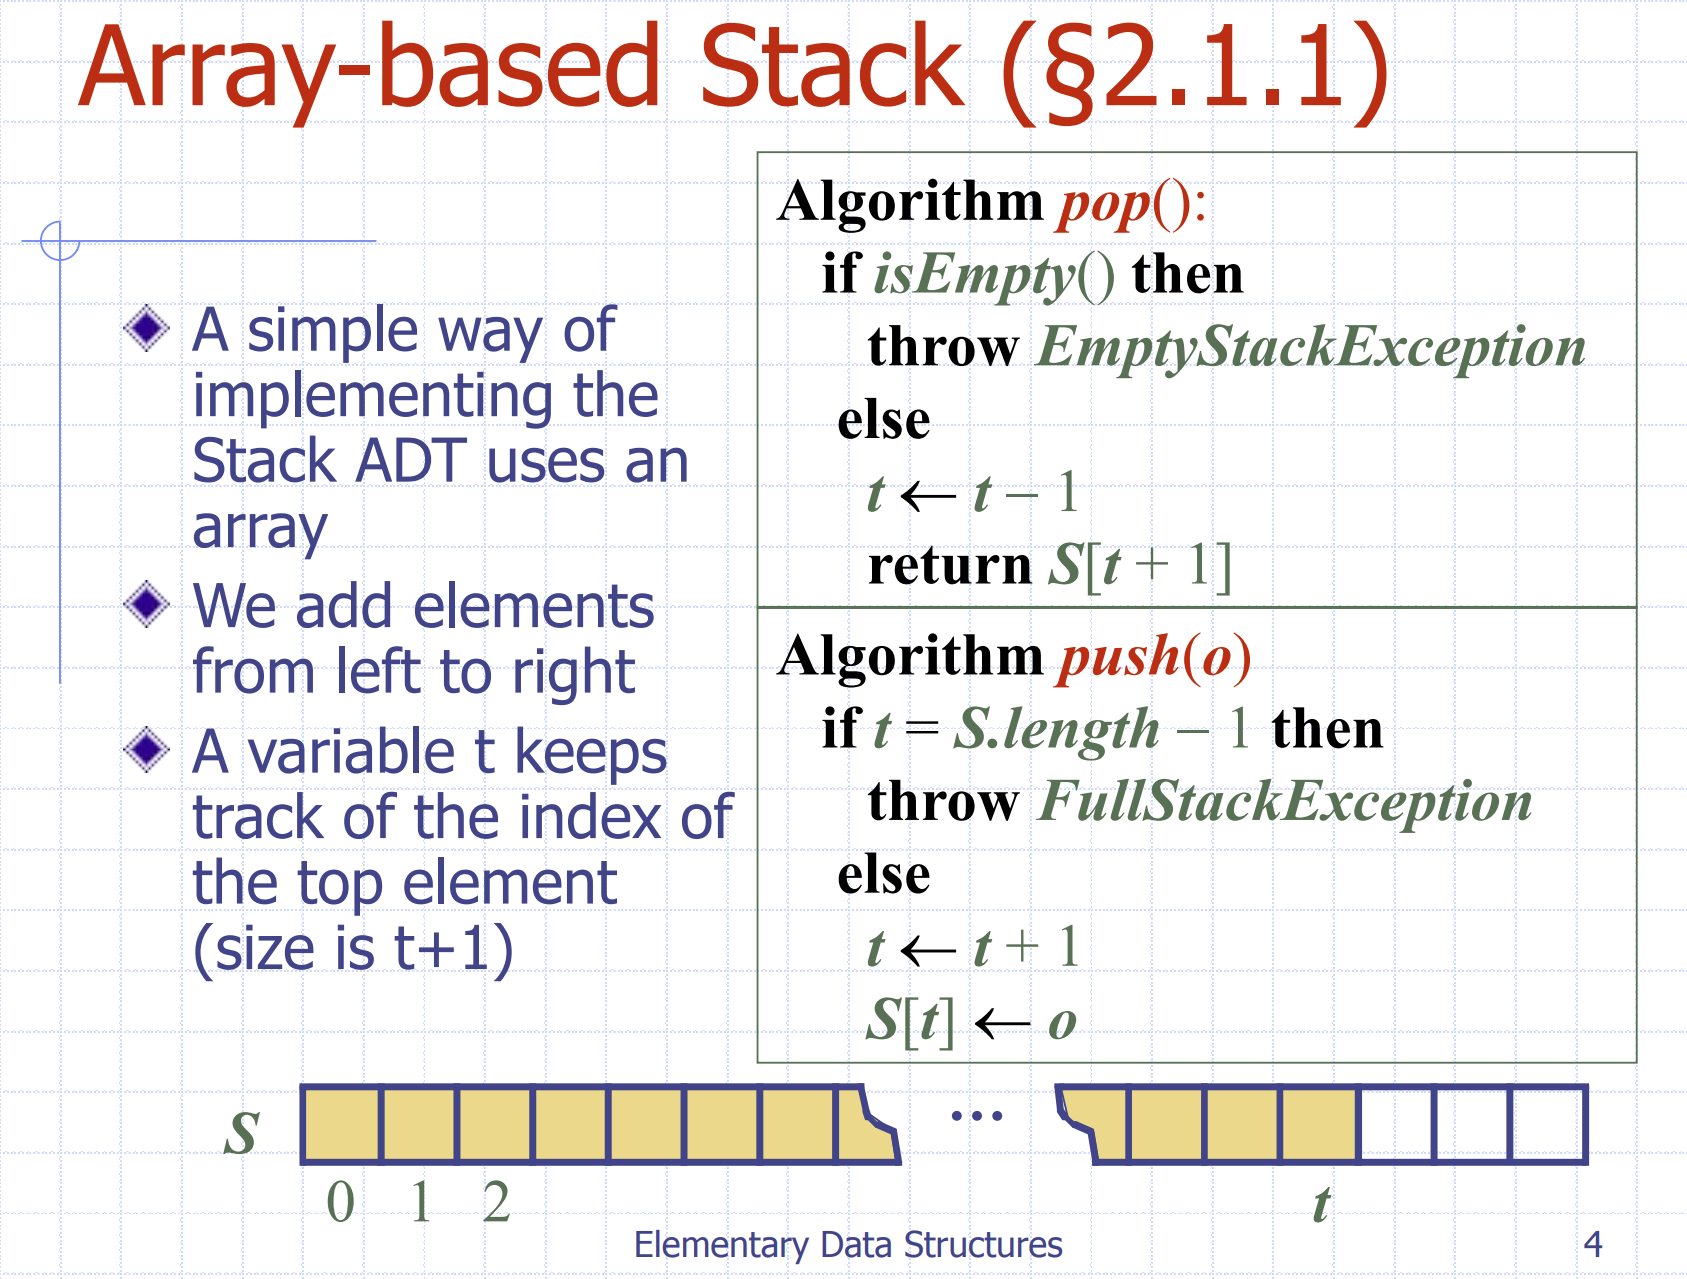 Array-based Stack (§2.1.1)
A simple way of
implementing the
Stack ADT uses an
array
We add elements
from left to right
A variable t keeps
track of the index of
the top element
(size is t+1)
Algorithm pop():
if isEmpty() then
throw EmptyStackException
else
t ← t − 1
return S[t + 1]
Algorithm push(o)
if t = S.length − 1 then
throw FullStackException
else
t ← t + 1
S[t] ← o
S
…
0 1 2 t
Elementary Data Structures 4